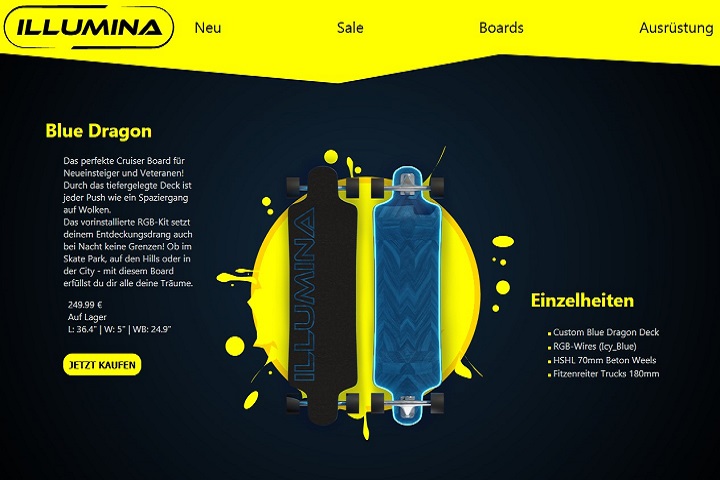 ILLUMINA
Neu
Sale
Boards
Ausrüstung
Blue Dragon
Das perfekte Cruiser Board für
Neueinsteiger und Veteranen!
Durch das tiefergelegte Deck ist
jeder Push wie ein Spaziergang
auf Wolken.
Das vorinstallierte RGB-Kit setzt
deinem Entdeckungsdrang auch
bei Nacht keine Grenzen! Ob im
Skate Park, auf den Hills oder in
der City - mit diesem Board
erfüllst du dir alle deine Träume.
249.99 €
Auf Lager
L: 36.4" | W: 5" | WB: 24.9"
JETZT KAUFEN
ILLUMINA
Einzelheiten
Custom Blue Dragon Deck
RGB-Wires (Icy_Blue)
HSHL 70mm Beton Weels
Fitzenreiter Trucks 180mm